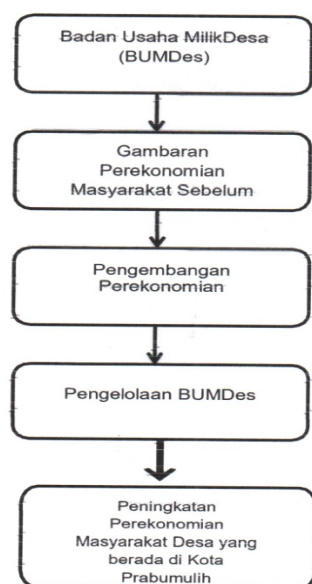 Badan Usaha MilikDesa
(BUMDes)
Gambaran
Perekonomian
Masyarakat Sebelum
Pengembangan
Perekonomian
Pengelolaan BUMDes
Peningkatan
Perekonomian
Masyarakat Desa yang
berada di Kota
Prabumulih